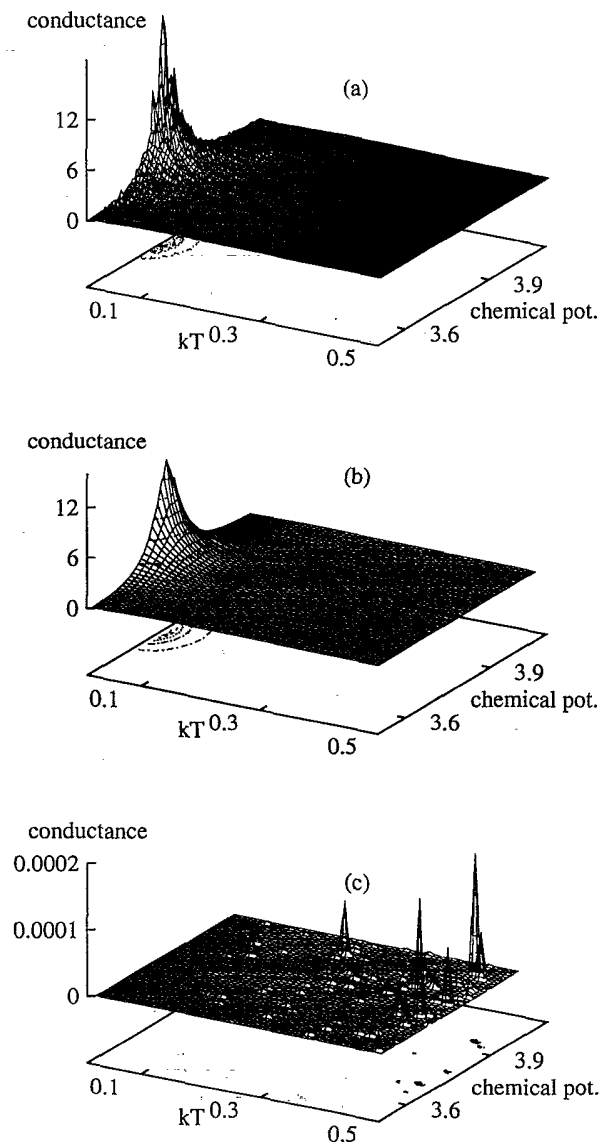 conductance
(a)
12
6
0
0.1
kT 0.3
0.5
3.6
3.9
chemical pot.
conductance
(b)
12
6
0
0.1
kT 0.3
0.5
3.6
3.9
chemical pot.
conductance
(c)
0.0002
0.0001
0
0.1
kT 0.3
0.5
3.6
3.9
chemical pot.